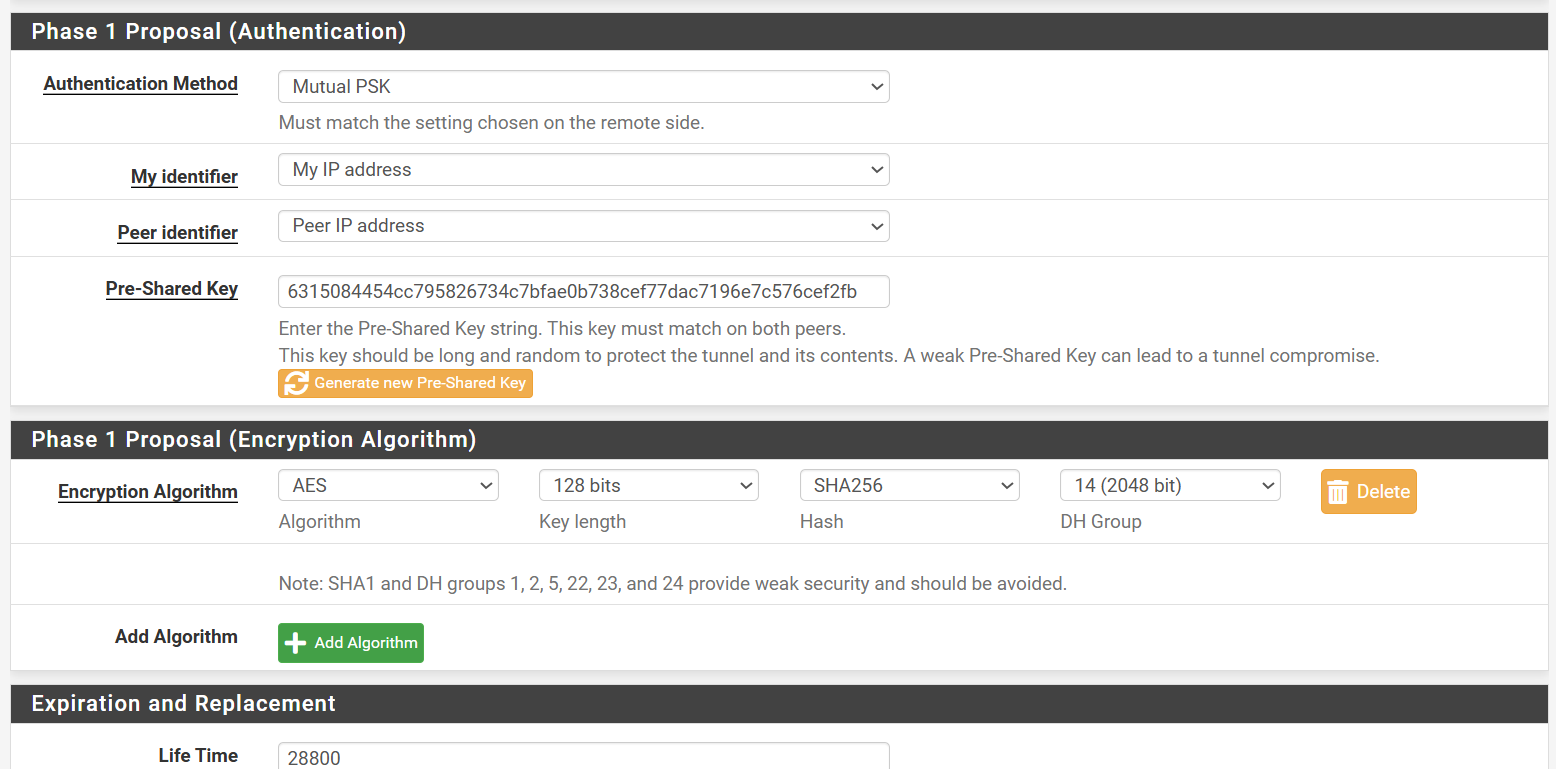 Phase 1 Proposal (Authentication)
Authentication Method
Mutual PSK
Must match the setting chosen on the remote side.
My identifier
My IP address
Peer identifier
Peer IP address
Pre-Shared Key
6315084454cc795826734c7bfae0b738cef77dac7196e7c576cef2fb
Enter the Pre-Shared Key string. This key must match on both peers.
This key should be long and random to protect the tunnel and its contents. A weak Pre-Shared Key can lead to a tunnel compromise.
Generate new Pre-Shared Key
Phase 1 Proposal (Encryption Algorithm)
Encryption Algorithm
AES 128 bits SHA256 14 (2048 bit) Delete
Algorithm Key length Hash DH Group
Note: SHA1 and DH groups 1, 2, 5, 22, 23, and 24 provide weak security and should be avoided.
Add Algorithm
Add Algorithm
Expiration and Replacement
Life Time
28800